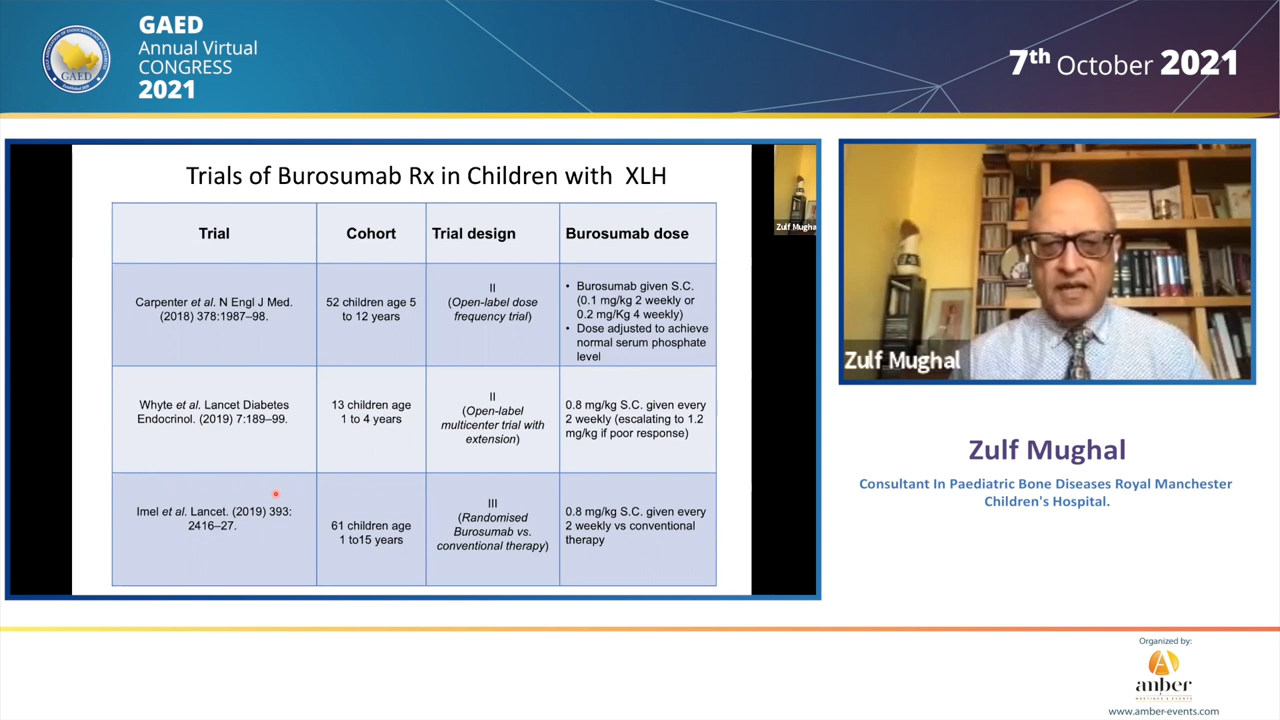 GAED
Annual Virtual
CONGRESS
2021
GAED
7th October 2021
Trials of Burosumab Rx in Children with XLH
Trial
Cohort
Trial design
Burosumab dose
Carpenter et al. N Engl J Med.
(2018) 378:1987–98.
52 children age 5
to 12 years
II
(Open-label dose
frequency trial)
• Burosumab given S.C.
(0.1 mg/kg 2 weekly or
0.2 mg/Kg 4 weekly)
• Dose adjusted to achieve
normal serum phosphate
level
Whyte et al. Lancet Diabetes
Endocrinol. (2019) 7:189–99.
13 children age
1 to 4 years
II
(Open-label
multicenter trial with
extension)
0.8 mg/kg S.C. given every
2 weekly (escalating to 1.2
mg/kg if poor response)
Imel et al. Lancet. (2019) 393:
2416–27.
61 children age
1 to15 years
III
(Randomised
Burosumab vs.
conventional therapy)
0.8 mg/kg S.C. given every
2 weekly vs conventional
therapy
Zulf Mugha
Zulf Mughal
Zulf Mughal
Consultant In Paediatric Bone Diseases Royal Manchester
Children's Hospital.
Organized by:
anber
MEETINGS & EVENTS
www.amber-events.com